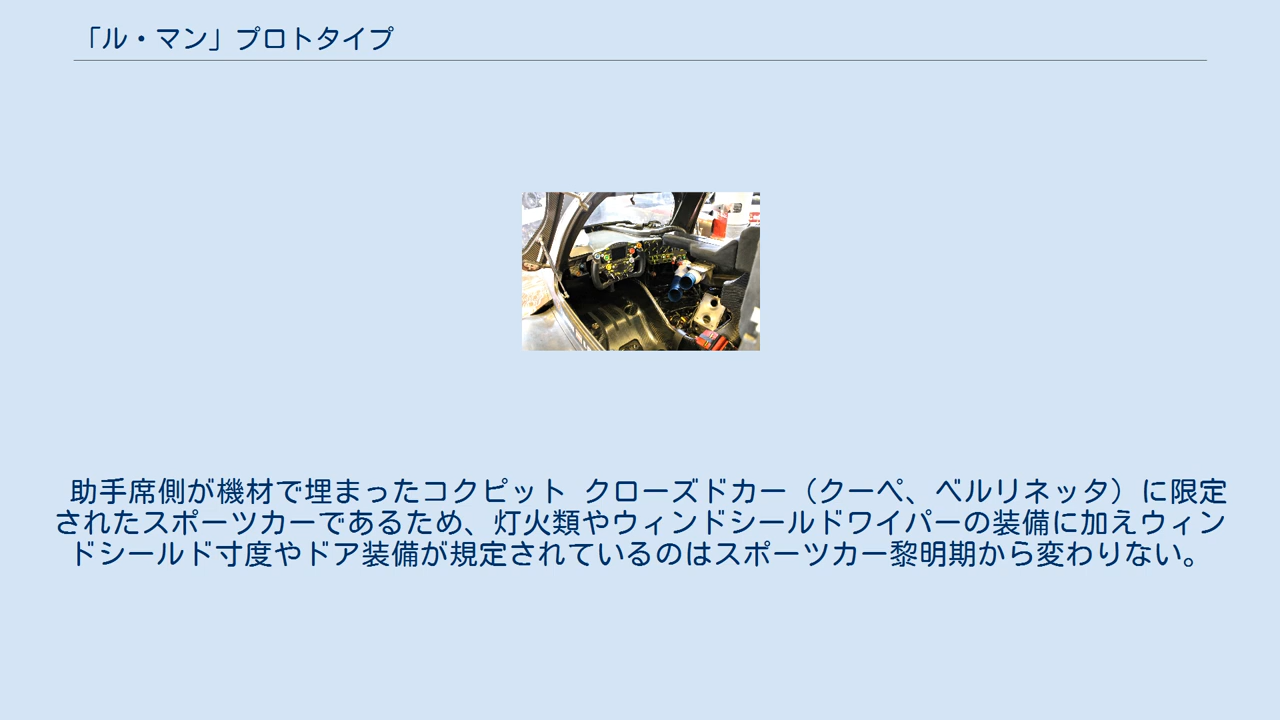 「ル・マン」プロトタイプ
助手席側が機材で埋まったコクピット クローズドカー（クーペ、ベルリネッタ）に限定
されたスポーツカーであるため、灯火類やウィンドシールドワイパーの装備に加えウィン
ドシールド寸度やドア装備が規定されているのはスポーツカー黎明期から変わりない。